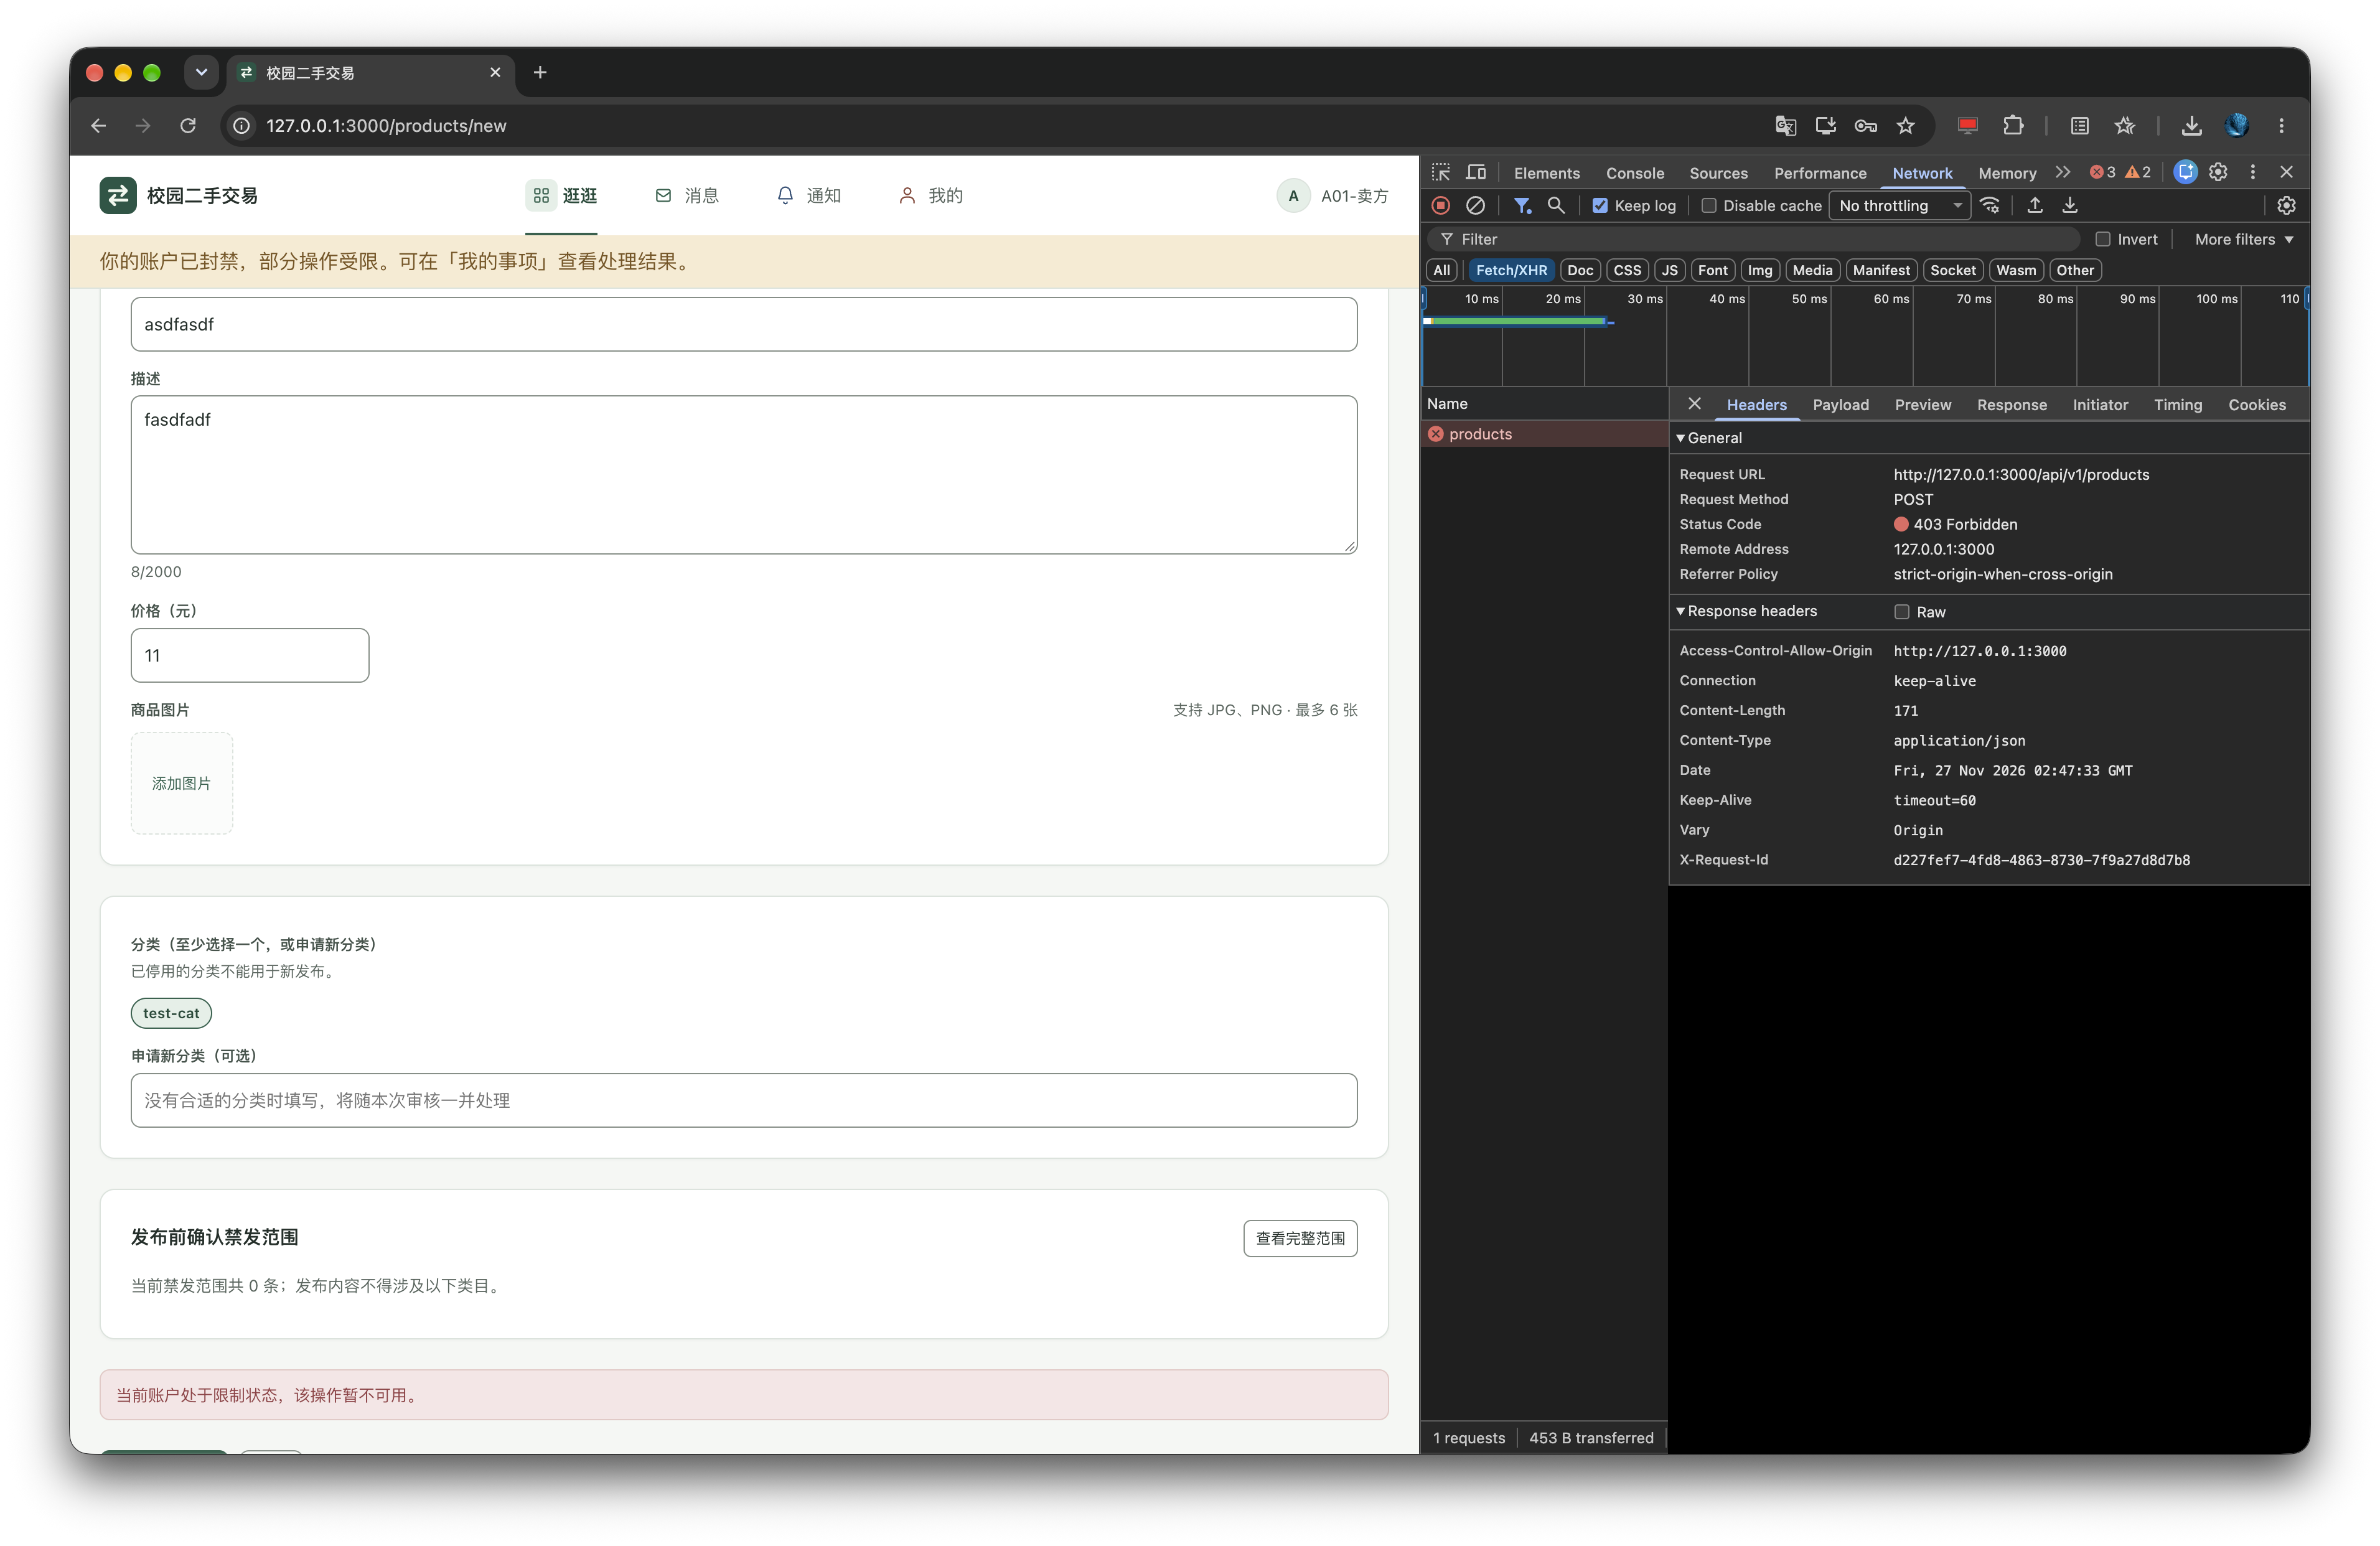 校园二手交易
127.0.0.1:3000/products/new
校园二手交易
逛逛
消息
通知
我的
A
A01-卖方
你的账户已封禁，部分操作受限。可在「我的事项」查看处理结果。
asdfasdf
描述
fasdfadf
8/2000
价格（元）
11
商品图片
支持 JPG、PNG · 最多 6 张
添加图片
分类（至少选择一个，或申请新分类）
已停用的分类不能用于新发布。
test-cat
申请新分类（可选）
没有合适的分类时填写，将随本次审核一并处理
发布前确认禁发范围
查看完整范围
当前禁发范围共 0 条；发布内容不得涉及以下类目。
当前账户处于限制状态，该操作暂不可用。
Elements Console Sources Performance Network Memory 3 2
Keep log Disable cache No throttling
Filter Invert More filters
All Fetch/XHR Doc CSS JS Font Img Media Manifest Socket Wasm Other
10 ms 20 ms 30 ms 40 ms 50 ms 60 ms 70 ms 80 ms 90 ms 100 ms 110
Name
products
Headers Payload Preview Response Initiator Timing Cookies
General
Request URL http://127.0.0.1:3000/api/v1/products
Request Method POST
Status Code 403 Forbidden
Remote Address 127.0.0.1:3000
Referrer Policy strict-origin-when-cross-origin
Response headers Raw
Access-Control-Allow-Origin http://127.0.0.1:3000
Connection keep-alive
Content-Length 171
Content-Type application/json
Date Fri, 27 Nov 2026 02:47:33 GMT
Keep-Alive timeout=60
Vary Origin
X-Request-Id d227fef7-4fd8-4863-8730-7f9a27d8d7b8
1 requests 453 B transferred